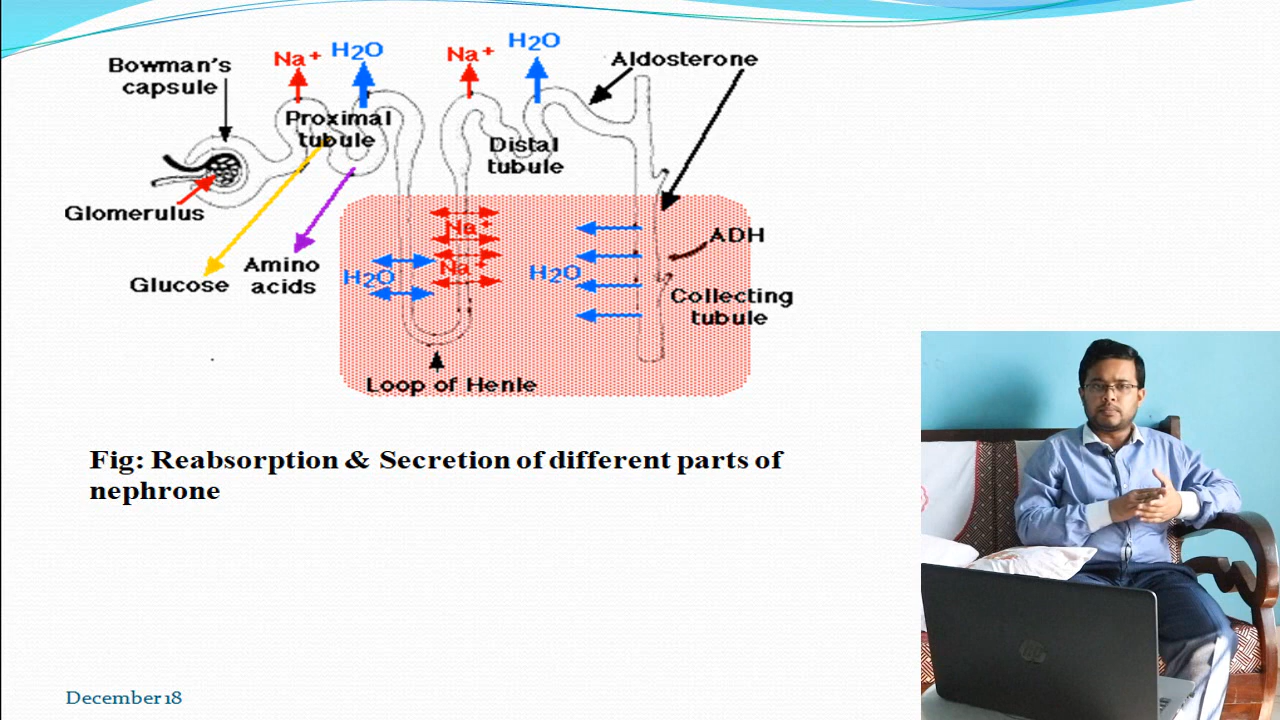 Bowman's
capsule
Na+
H2O
Na+
H2O
Aldosterone
Proximal
tubule
Distal
tubule
Glomerulus
Glucose
Amino
acids
H2O
Na+
Na+
H2O
ADH
Collecting
tubule
Loop of Henle
Fig: Reabsorption & Secretion of different parts of
nephrone
December 18
hp